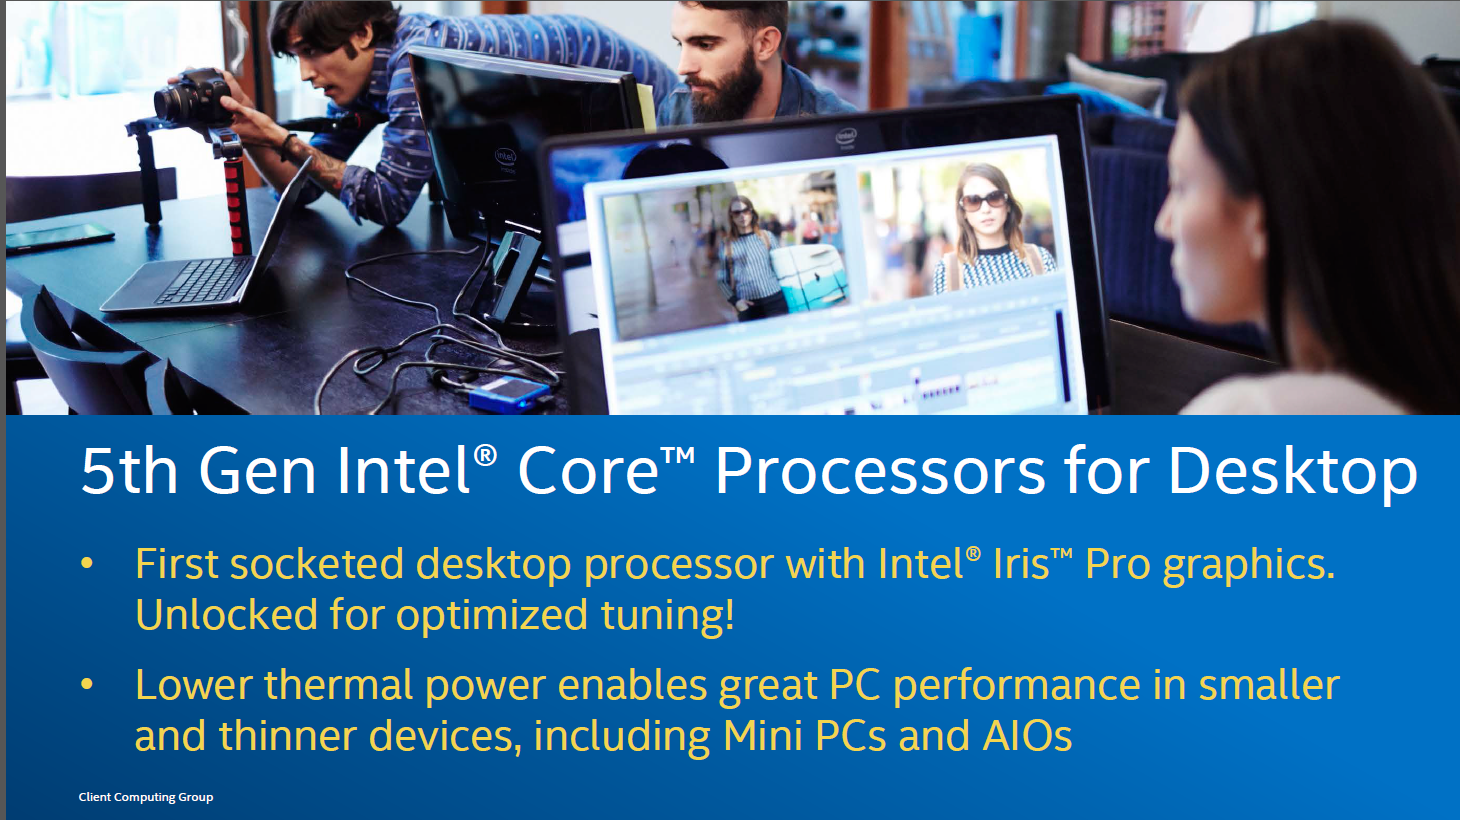 intel
intel
5th Gen Intel® Core™ Processors for Desktop
• First socketed desktop processor with Intel® Iris™ Pro graphics.
Unlocked for optimized tuning!
• Lower thermal power enables great PC performance in smaller
and thinner devices, including Mini PCs and AIOs
Client Computing Group